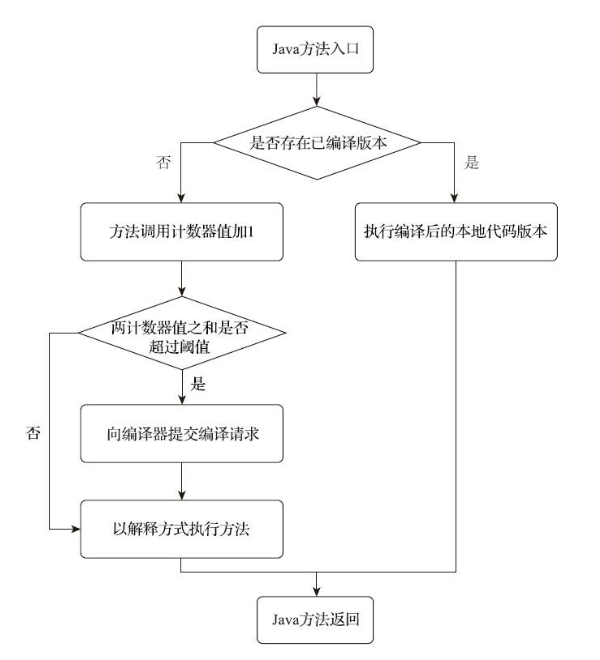 Java方法入口
是否存在已编译版本
否
是
方法调用计数器值加1
执行编译后的本地代码版本
两计数器值之和是否
超过阈值
是
否
向编译器提交编译请求
以解释方式执行方法
Java方法返回